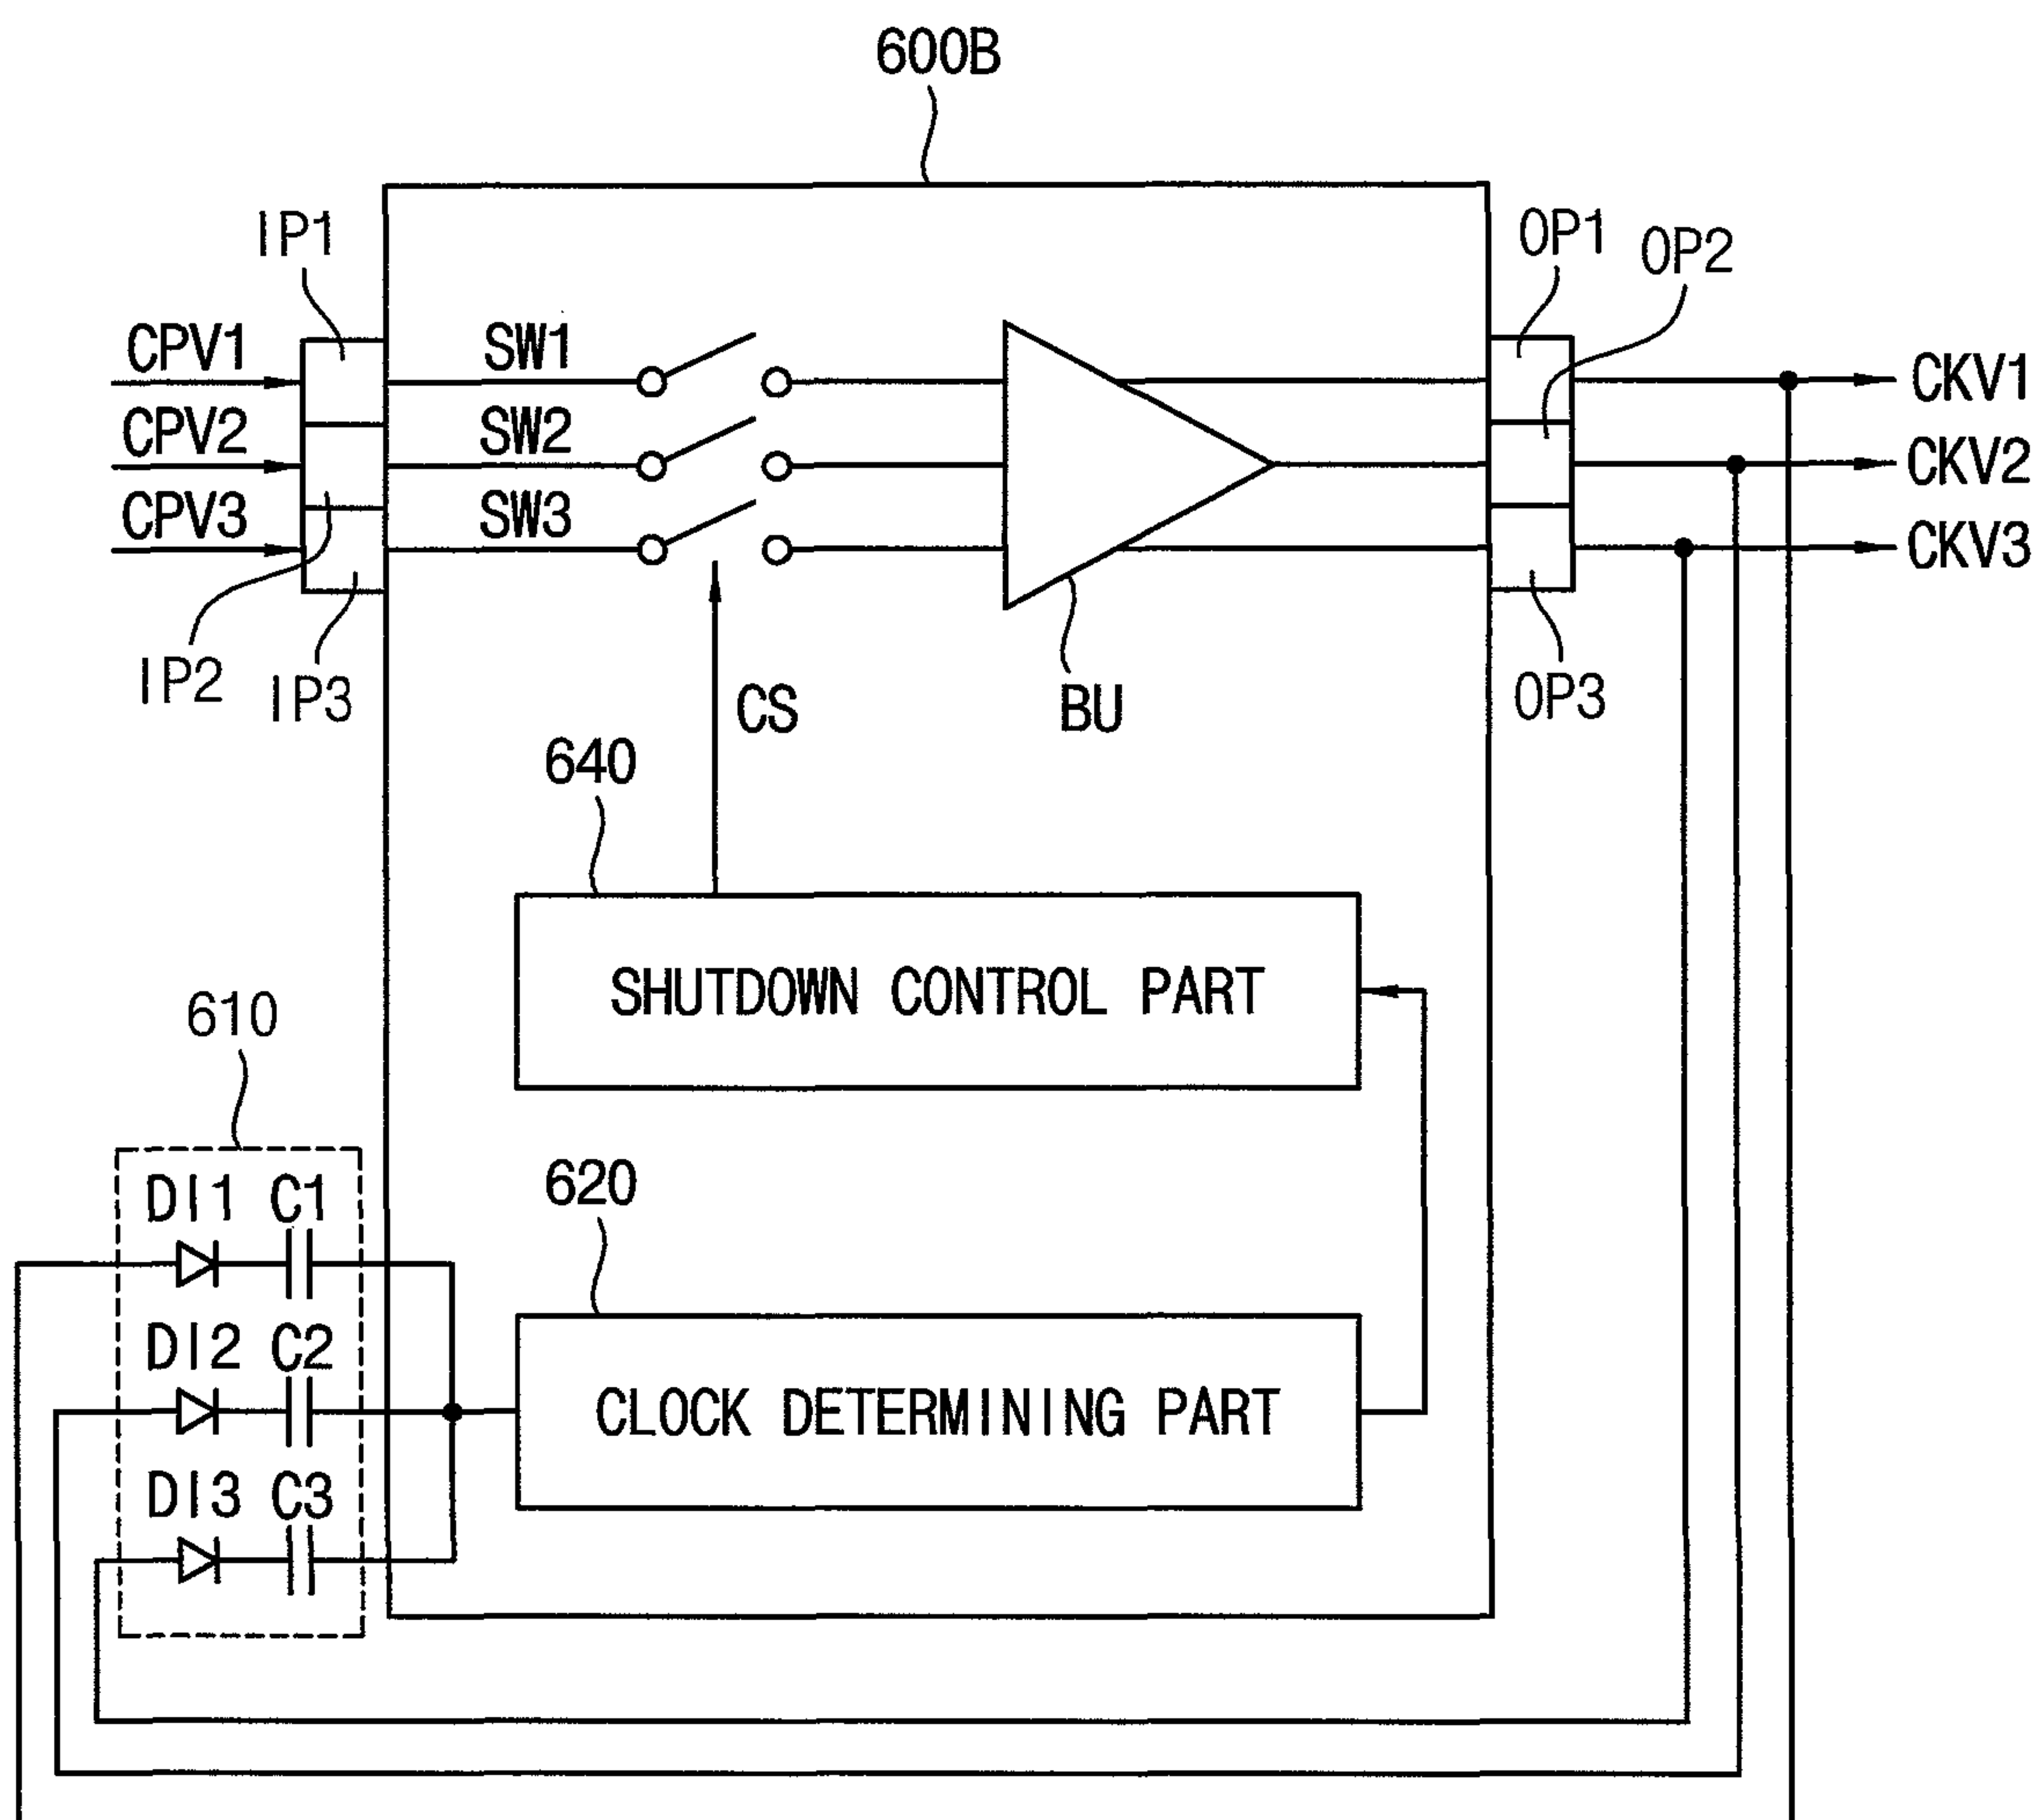 600B
IP1
OP1
OP2
CPV1
SW1
CKV1
CPV2
SW2
CKV2
CPV3
SW3
CKV3
IP2
IP3
CS
BU
OP3
640
SHUTDOWN CONTROL PART
610
DI1 C1
620
DI2 C2
CLOCK DETERMINING PART
DI3 C3